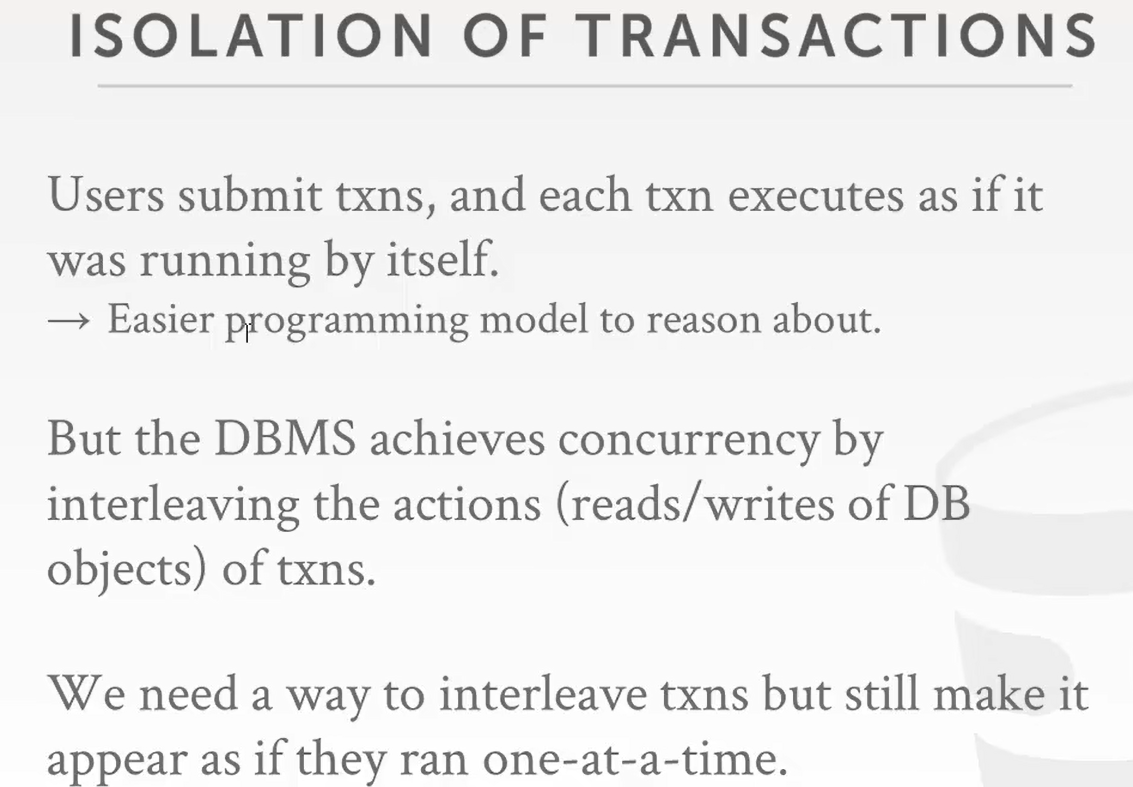 ISOLATION OF TRANSACTIONS
Users submit txns, and each txn executes as if it
was running by itself.
→ Easier programming model to reason about.
But the DBMS achieves concurrency by
interleaving the actions (reads/writes of DB
objects) of txns.
We need a way to interleave txns but still make it
appear as if they ran one-at-a-time.